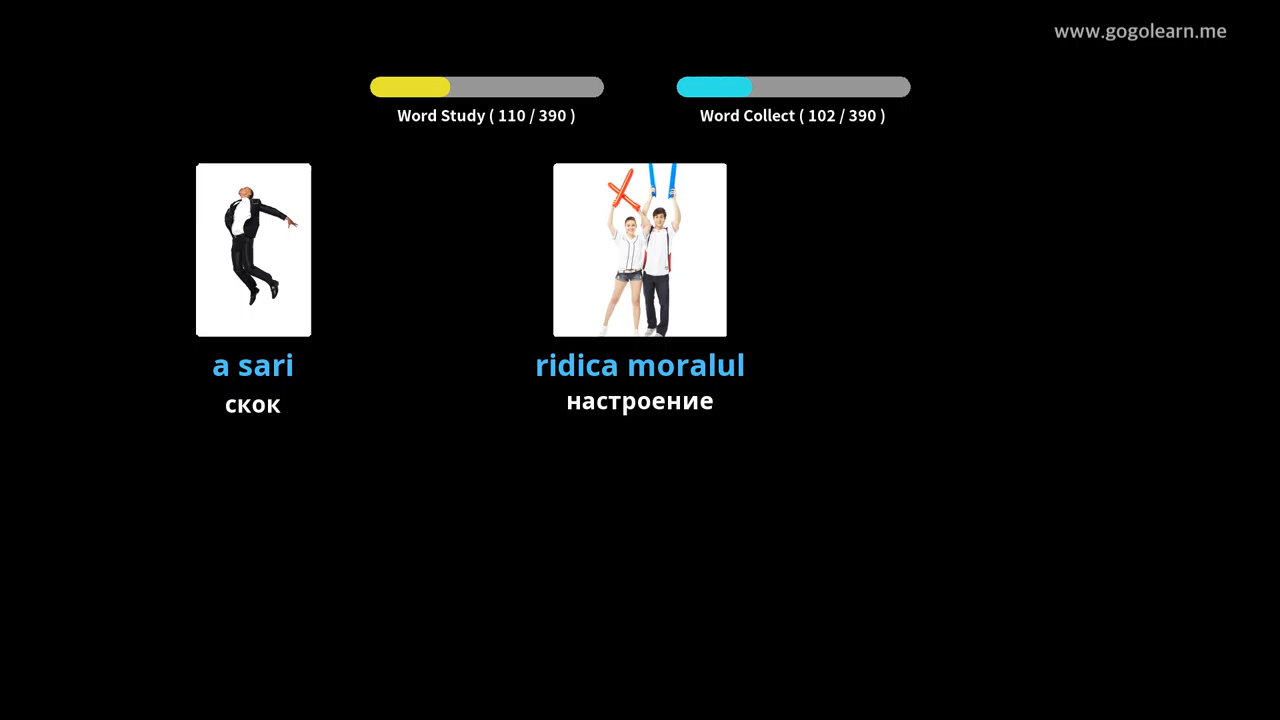 www.gogolearn.me
Word Study ( 110 / 390 )
Word Collect ( 102 / 390 )
a sari
скок
ridica moralul
настроение